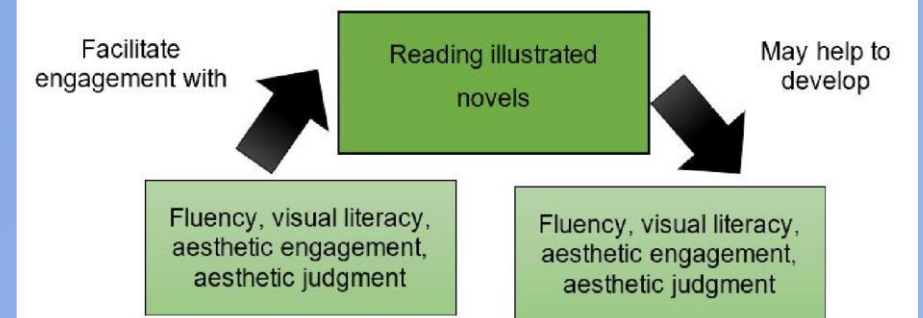 Facilitate
engagement with
Reading illustrated
novels
May help to
develop
Fluency, visual literacy,
aesthetic engagement,
aesthetic judgment
Fluency, visual literacy,
aesthetic engagement,
aesthetic judgment